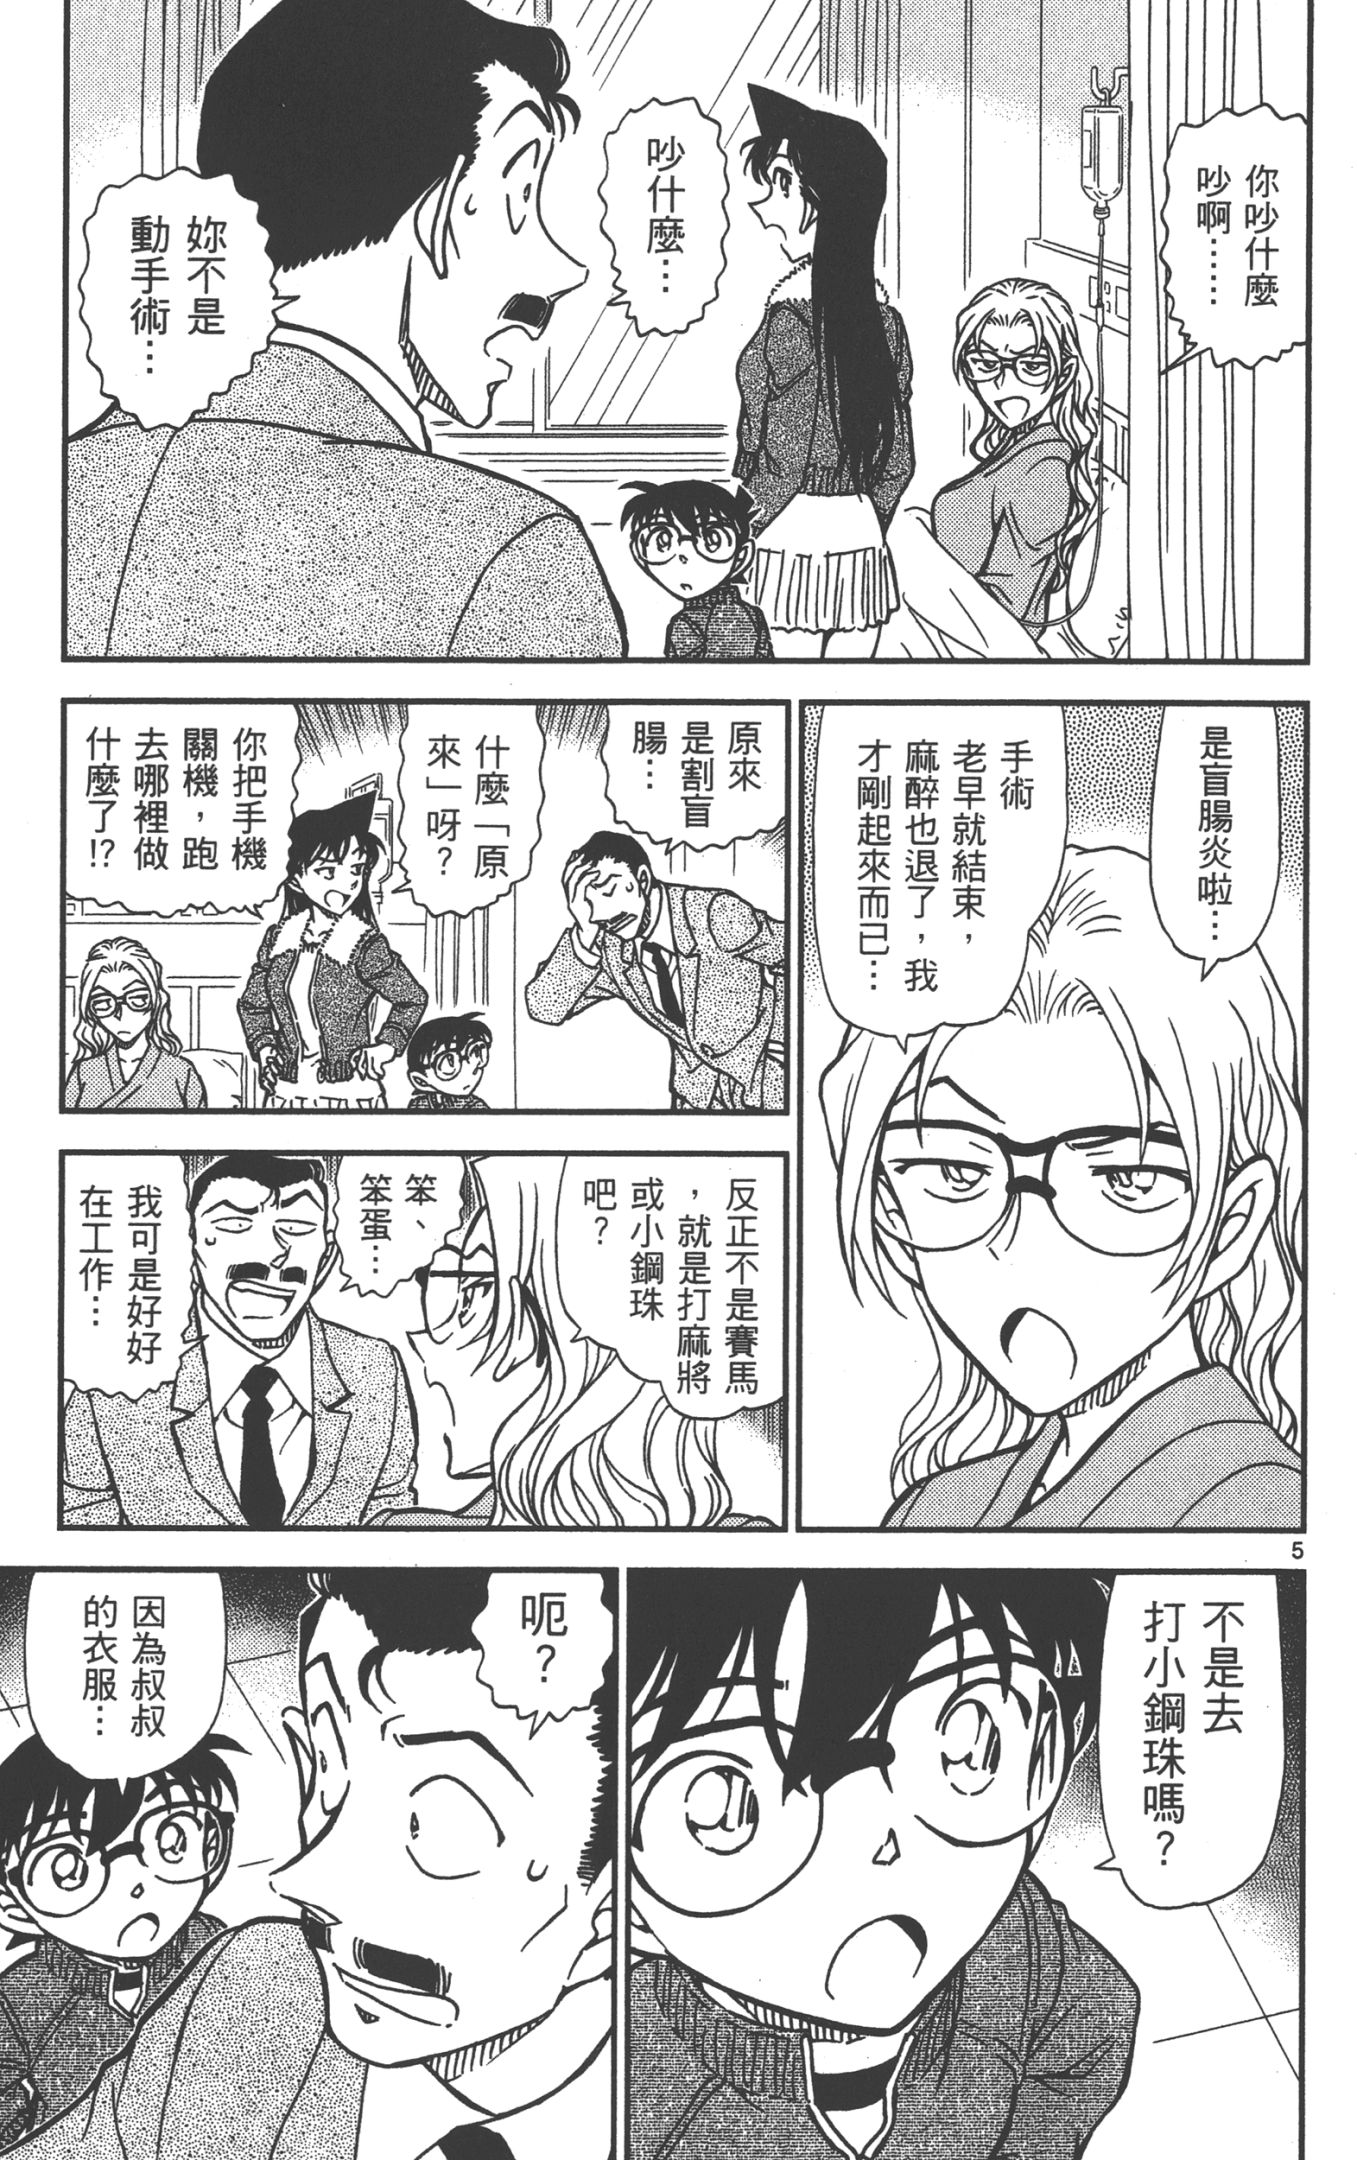 你吵什麼
吵啊……
吵什麼…
妳不是
動手術…
是盲腸炎啦…
手術
老早就結束，
麻醉也退了，我
才剛起來而已…
原來
是割盲
腸…
什麼「原
來」呀？
你把手機
關機，跑
去哪裡做
什麼了!?
反正不是賽馬
，就是打麻將
或小鋼珠
吧？
笨、
笨蛋…
我可是好好
在工作…
5
不是去
打小鋼珠嗎？
呃？
因為叔叔
的衣服…